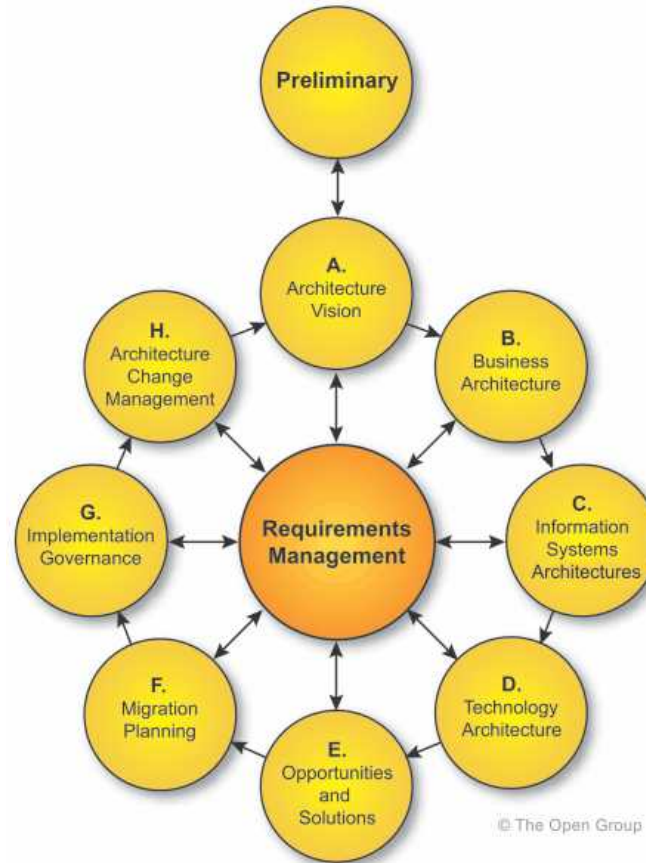 Preliminary
A.
Architecture
Vision
B.
Business
Architecture
C.
Information
Systems
Architectures
D.
Technology
Architecture
E.
Opportunities
and
Solutions
F.
Migration
Planning
G.
Implementation
Governance
H.
Architecture
Change
Management
Requirements
Management
© The Open Group